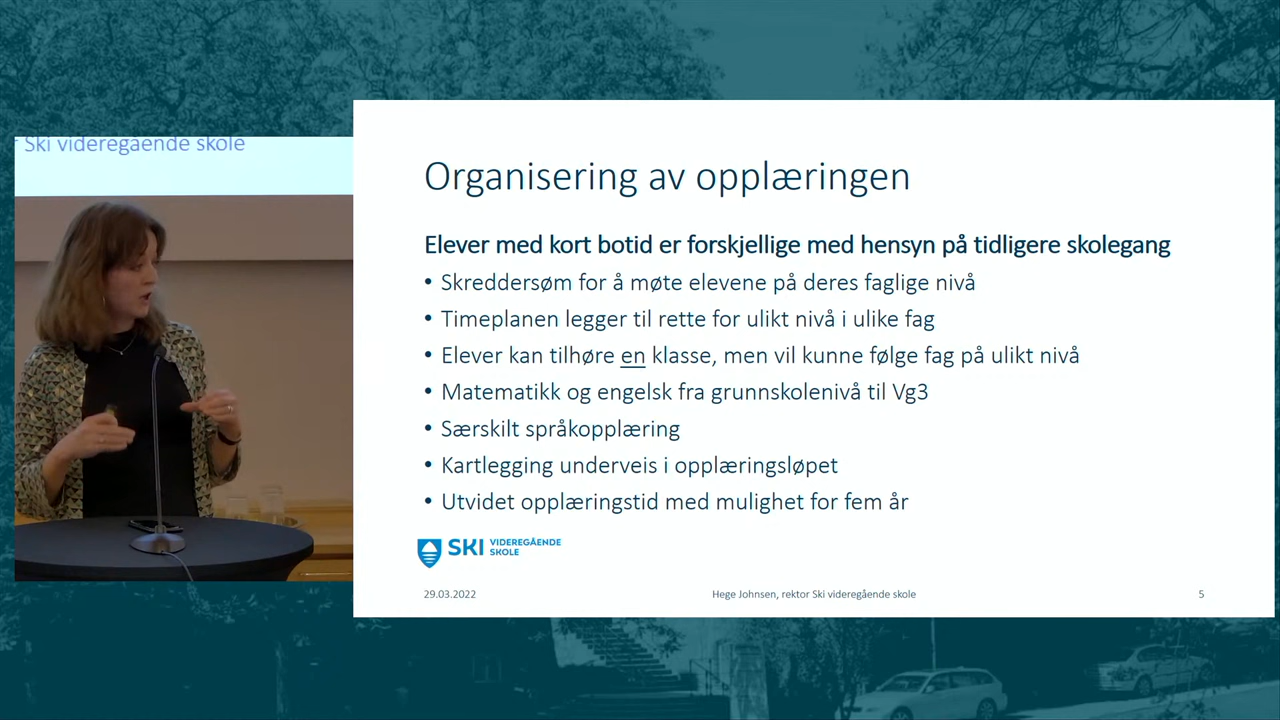 Ski videregående skole
Organisering av opplæringen
Elever med kort botid er forskjellige med hensyn på tidligere skolegang
• Skreddersøm for å møte elevene på deres faglige nivå
• Timeplanen legger til rette for ulikt nivå i ulike fag
• Elever kan tilhøre en klasse, men vil kunne følge fag på ulikt nivå
• Matematikk og engelsk fra grunnskolenivå til Vg3
• Særskilt språkopplæring
• Kartlegging underveis i opplæringsløpet
• Utvidet opplæringstid med mulighet for fem år
SKI VIDEREGÅENDE
SKOLE
29.03.2022 Hege Johnsen, rektor Ski videregående skole 5